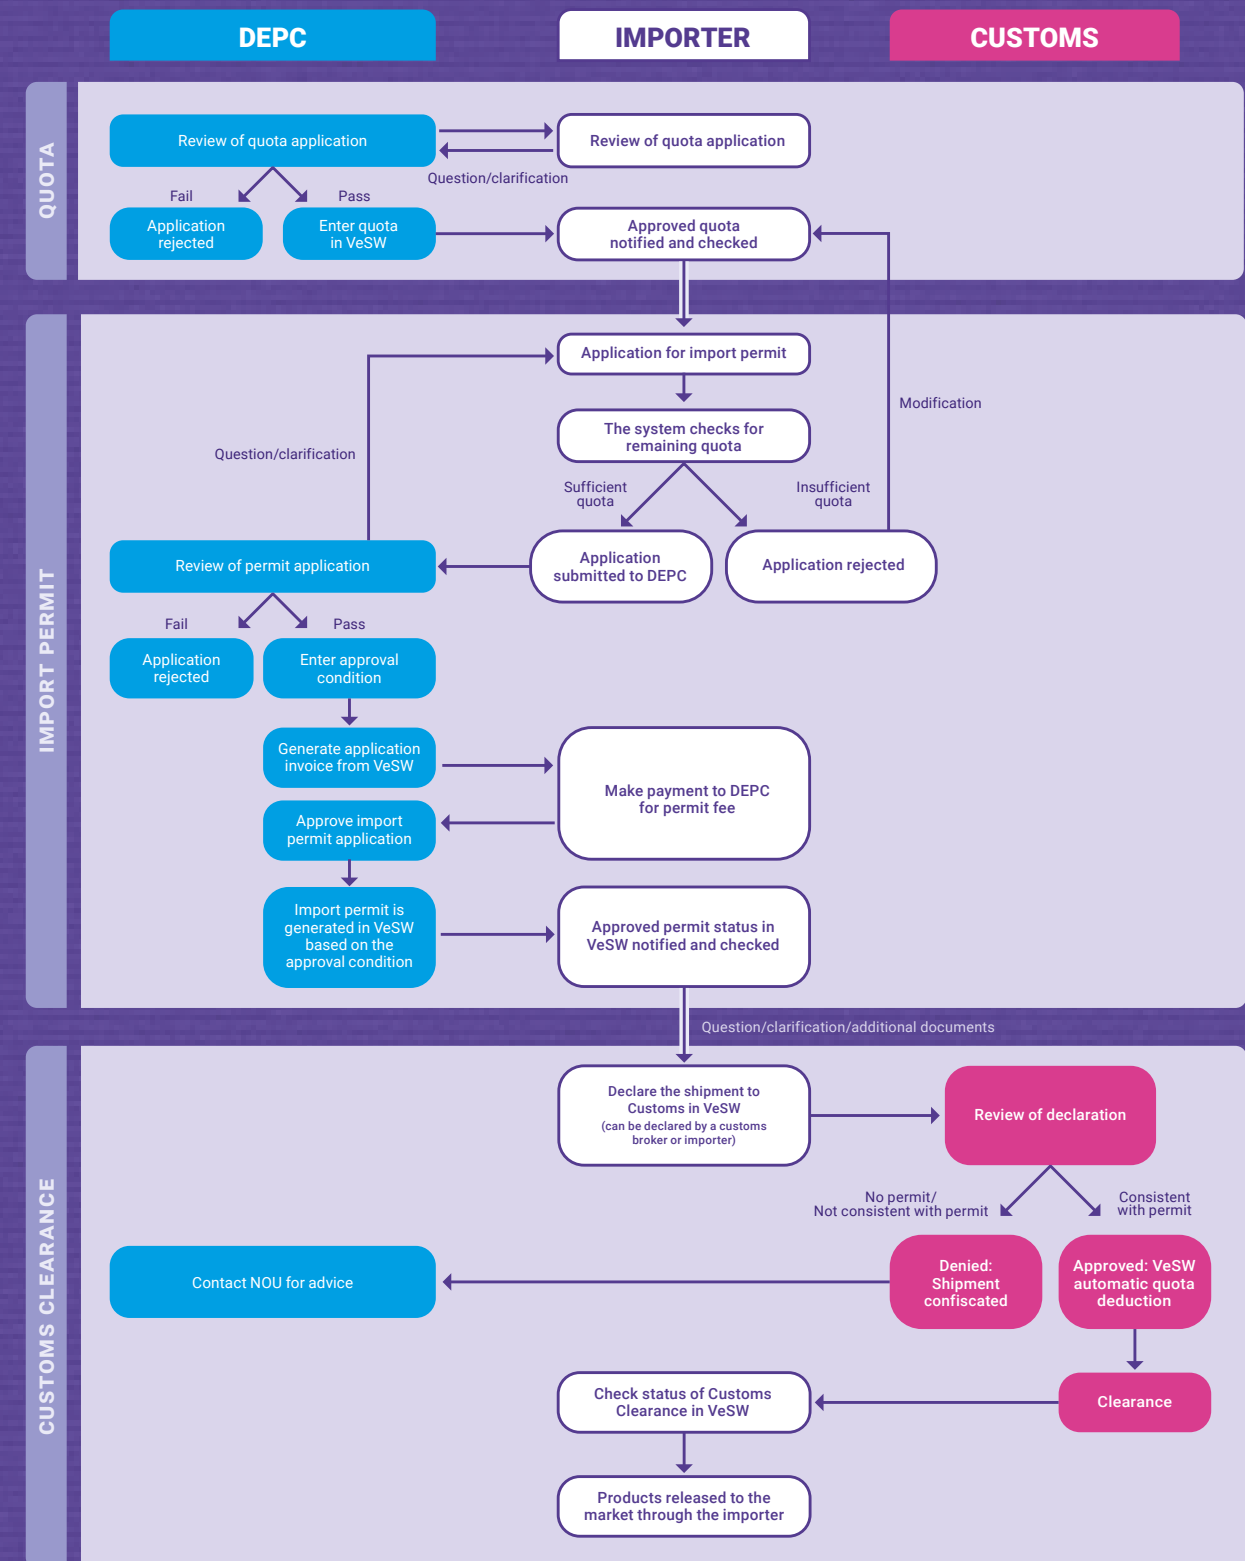 DEPC
IMPORTER
CUSTOMS
QUOTA
Review of quota application
Review of quota application
Question/clarification
Fail
Pass
Application
rejected
Enter quota
in VeSW
Approved quota
notified and checked
IMPORT PERMIT
Application for import permit
Modification
The system checks for
remaining quota
Question/clarification
Sufficient
quota
Insufficient
quota
Review of permit application
Application
submitted to DEPC
Application rejected
Fail
Pass
Application
rejected
Enter approval
condition
Generate application
invoice from VeSW
Make payment to DEPC
for permit fee
Approve import
permit application
Import permit is
generated in VeSW
based on the
approval condition
Approved permit status in
VeSW notified and checked
Question/clarification/additional documents
CUSTOMS CLEARANCE
Declare the shipment to
Customs in VeSW
(can be declared by a customs
broker or importer)
Review of declaration
No permit/
Not consistent with permit
Consistent
with permit
Contact NOU for advice
Denied:
Shipment
confiscated
Approved: VeSW
automatic quota
deduction
Check status of Customs
Clearance in VeSW
Clearance
Products released to the
market through the importer